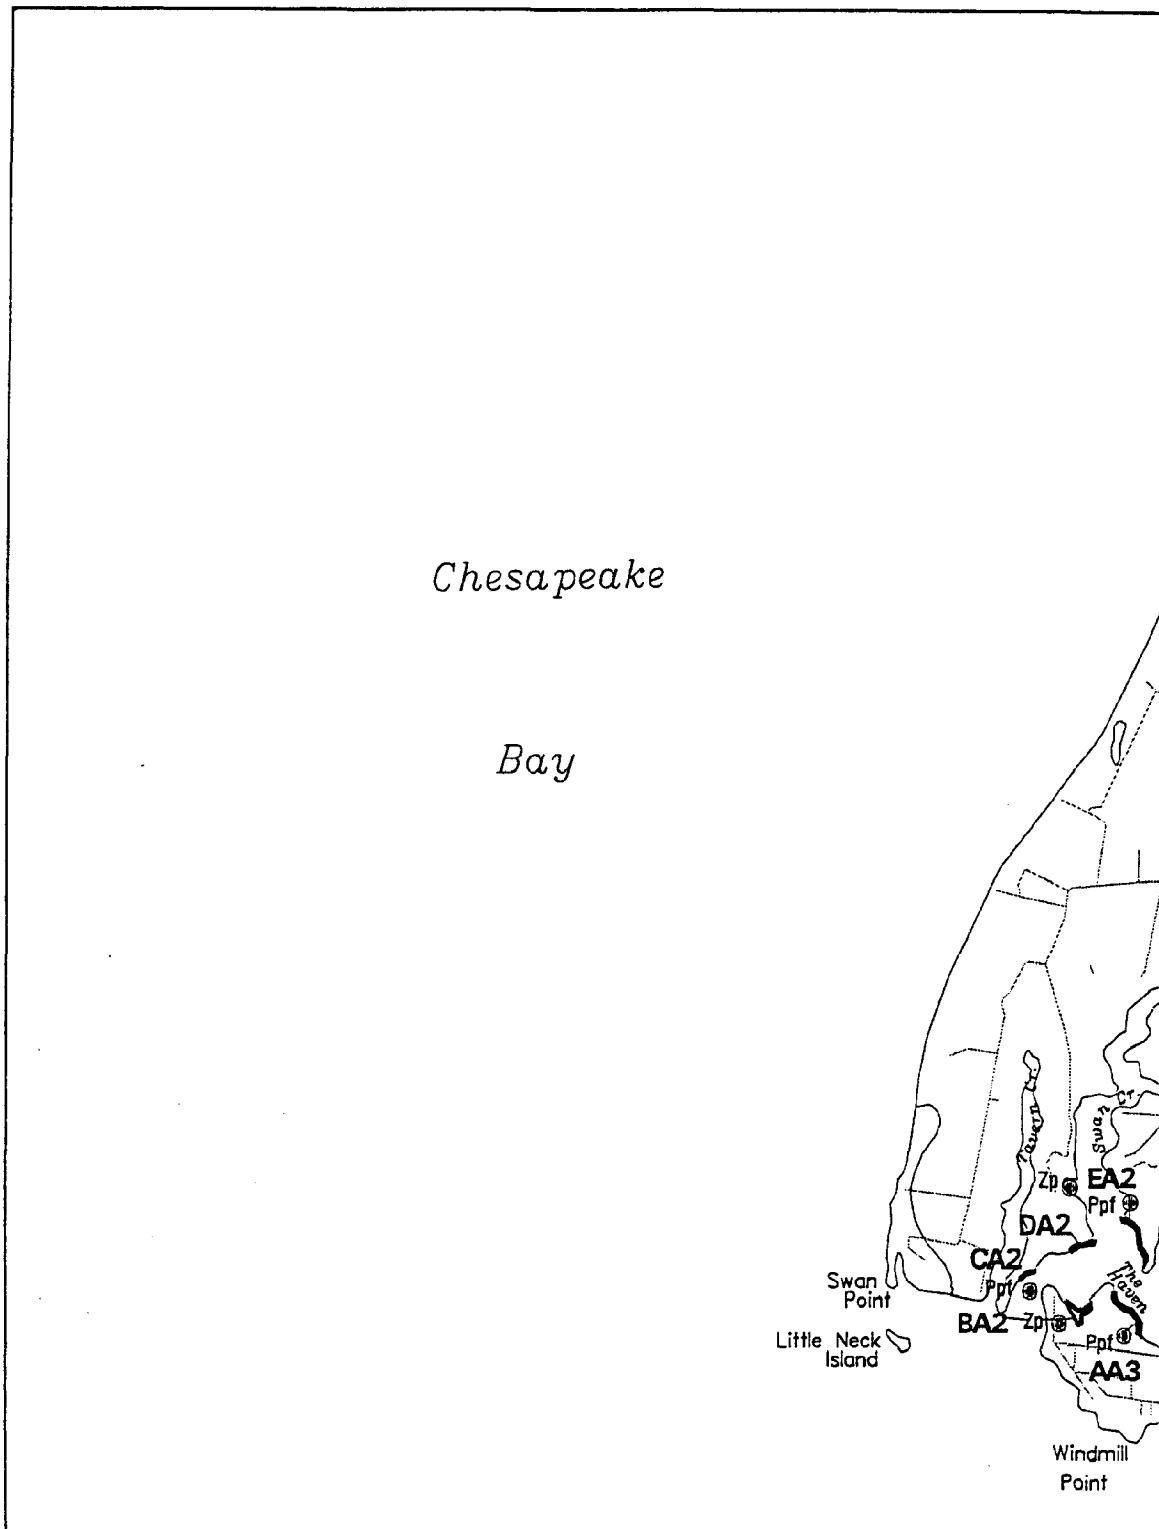 Chesapeake
Bay
Tavern Cr.
Swan
Cr.
Zp
EA2
Ppf
DA2
CA2
The
Haven
Swan
Point
Ppf
BA2
Zp
Little Neck
Island
Ppf
AA3
Windmill
Point